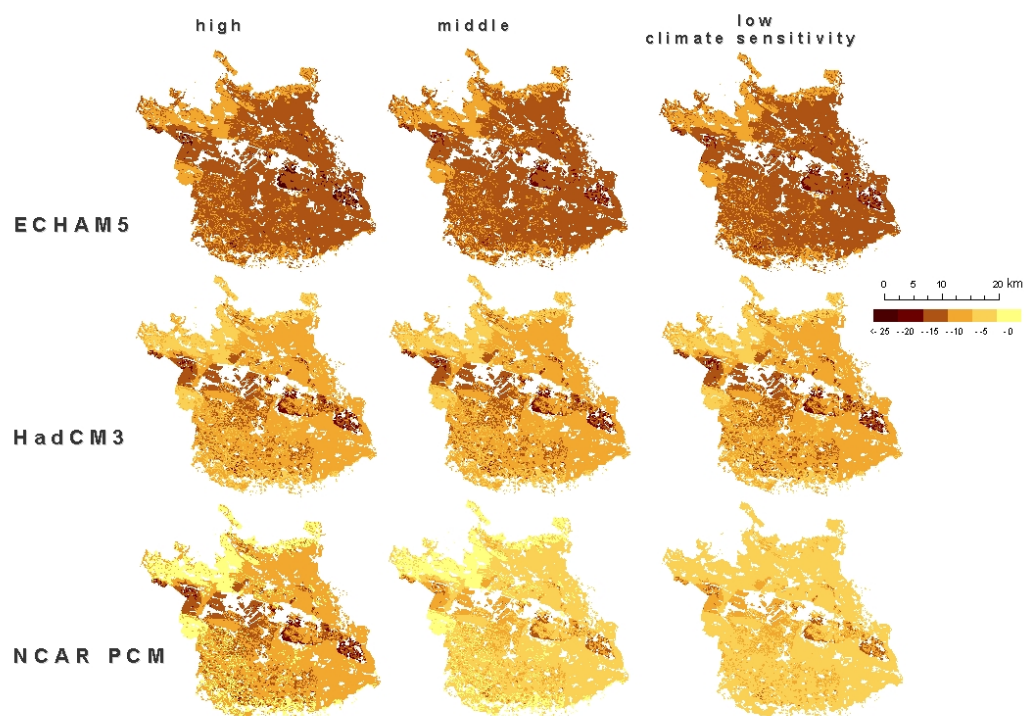 high middle low
climate sensitivity
ECHAM5
0 5 10 20 km
<- 25 --20 --15 --10 --5 --0
HadCM3
NCAR PCM